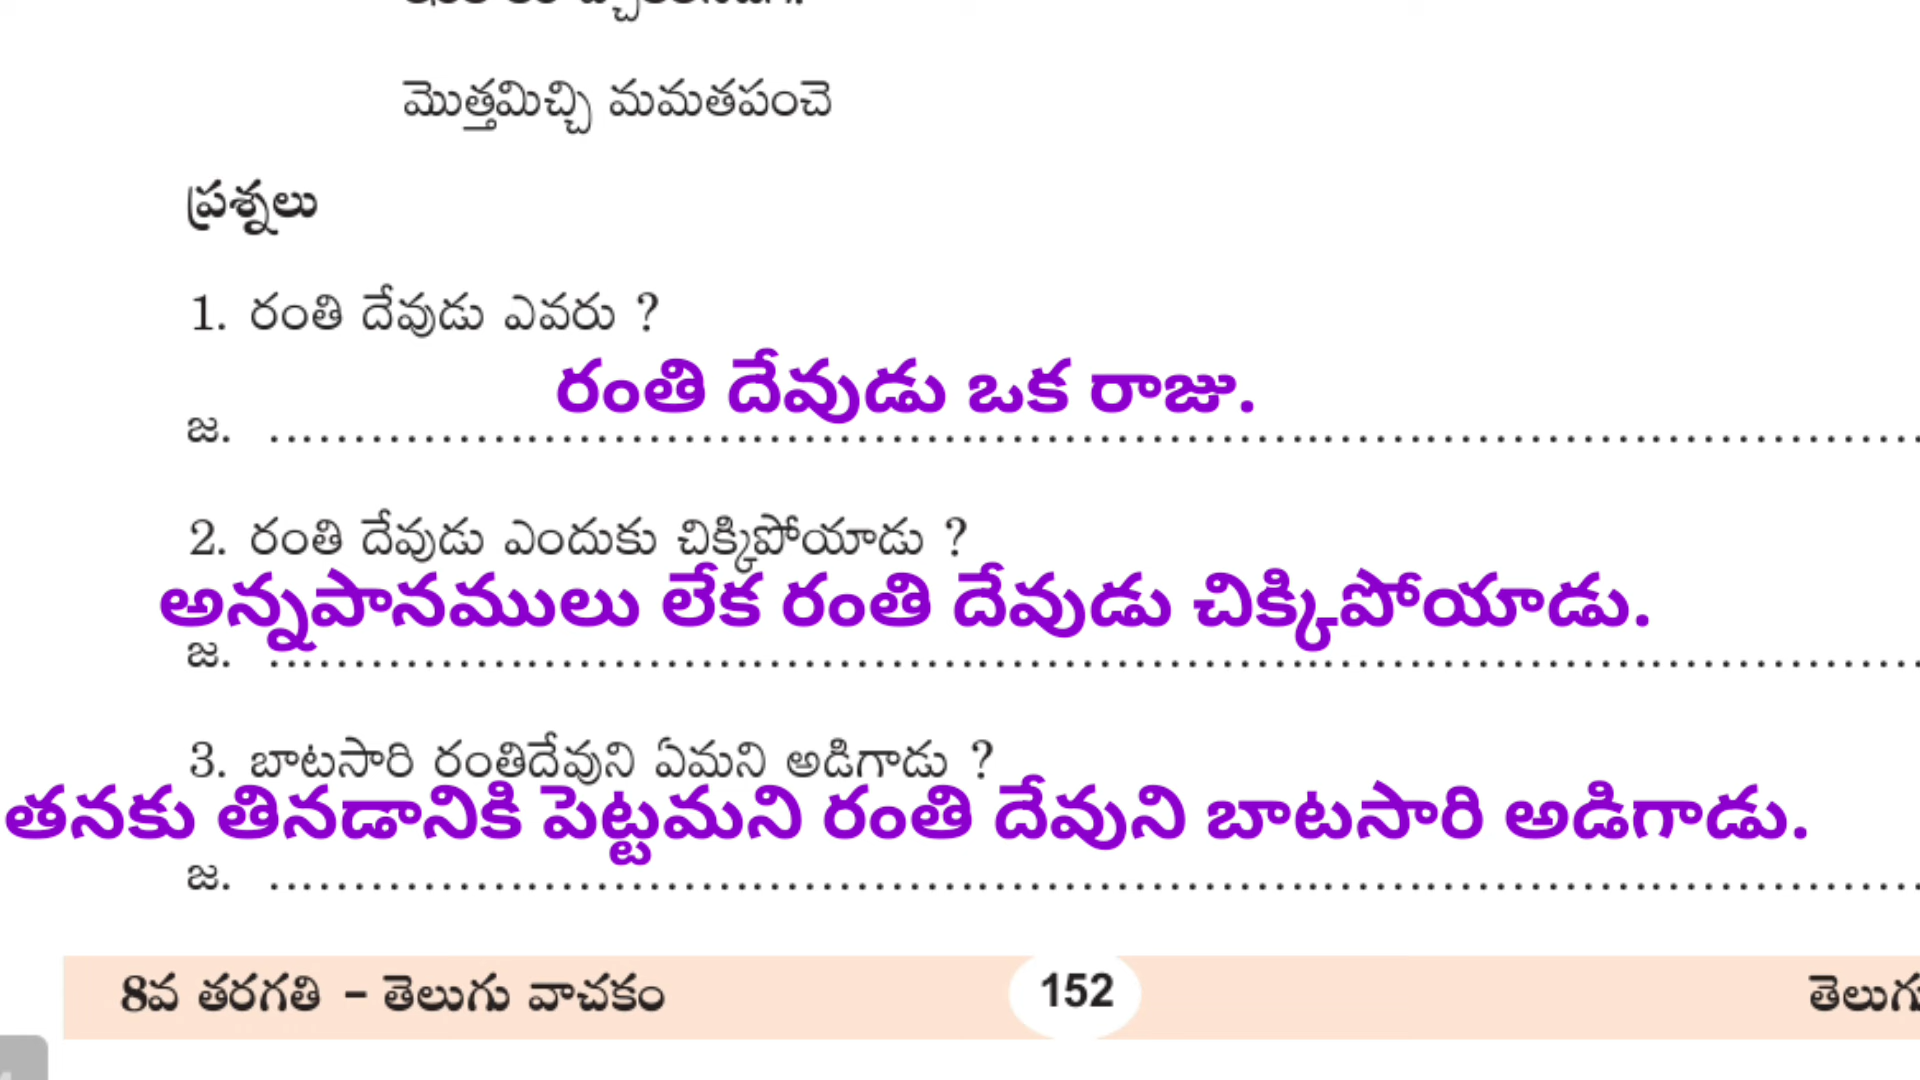 మొత్తమిచ్చి మమతపంచె
ప్రశ్నలు
1. రంతి దేవుడు ఎవరు ?
రంతి దేవుడు ఒక రాజు.
జ. ........................................................................................
2. రంతి దేవుడు ఎందుకు చిక్కిపోయాడు ?
అన్నపానములు లేక రంతి దేవుడు చిక్కిపోయాడు.
జ. ........................................................................................
3. బాటసారి రంతిదేవుని ఏమని అడిగాడు ?
తనకు తినడానికి పెట్టమని రంతి దేవుని బాటసారి అడిగాడు.
జ. ........................................................................................
8వ తరగతి - తెలుగు వాచకం 152 తెలుగు